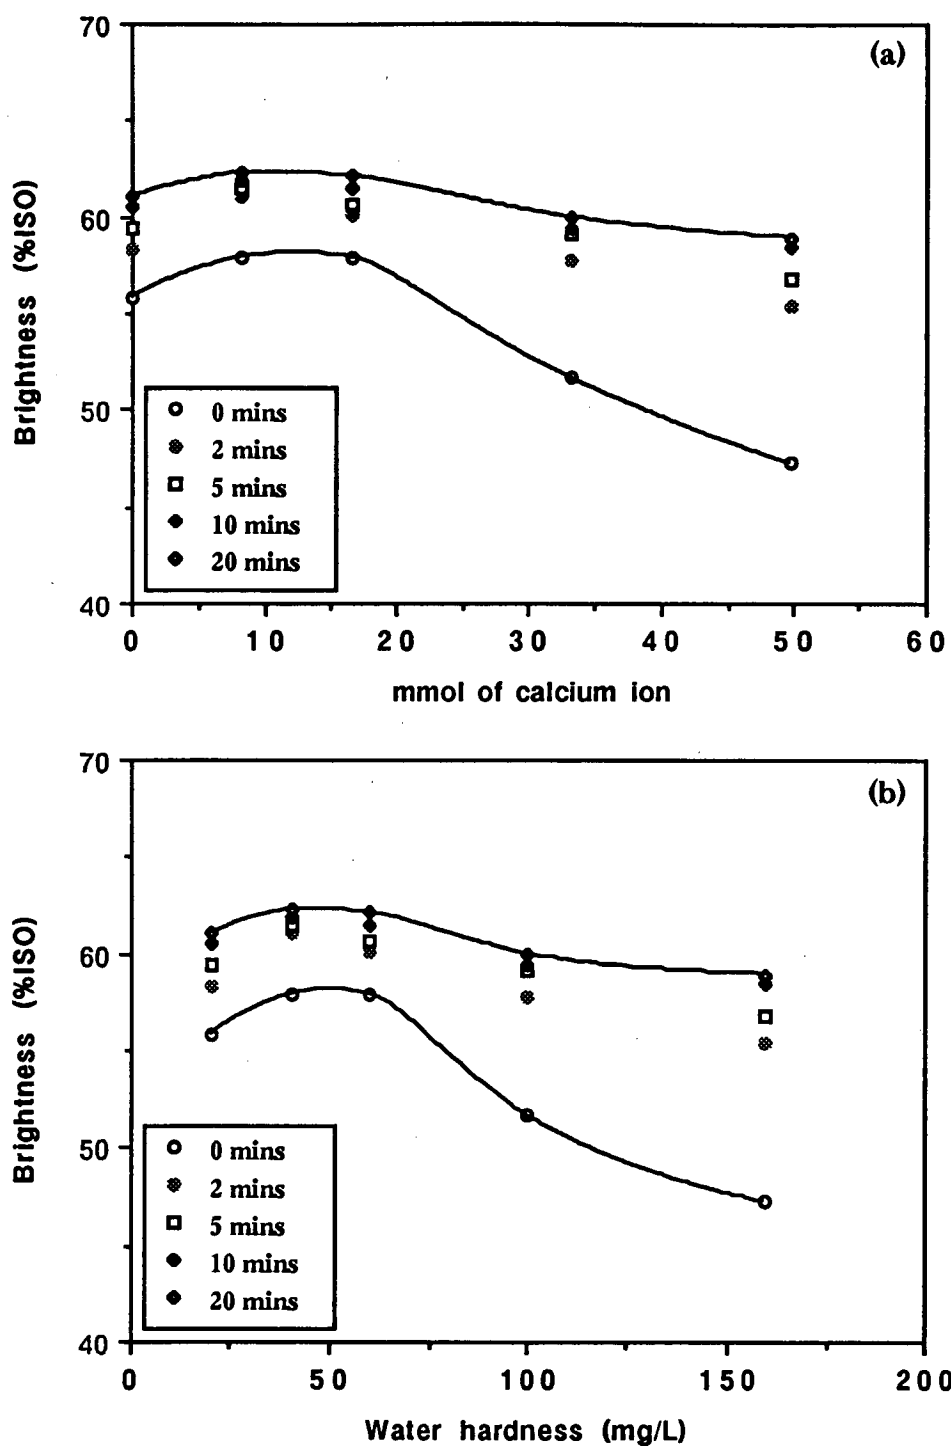 70
(a)
60
50
40
Brightness (%ISO)
0 mins
2 mins
5 mins
10 mins
20 mins
0 10 20 30 40 50 60
mmol of calcium ion
70
(b)
60
50
40
Brightness (%ISO)
0 mins
2 mins
5 mins
10 mins
20 mins
0 50 100 150 200
Water hardness (mg/L)